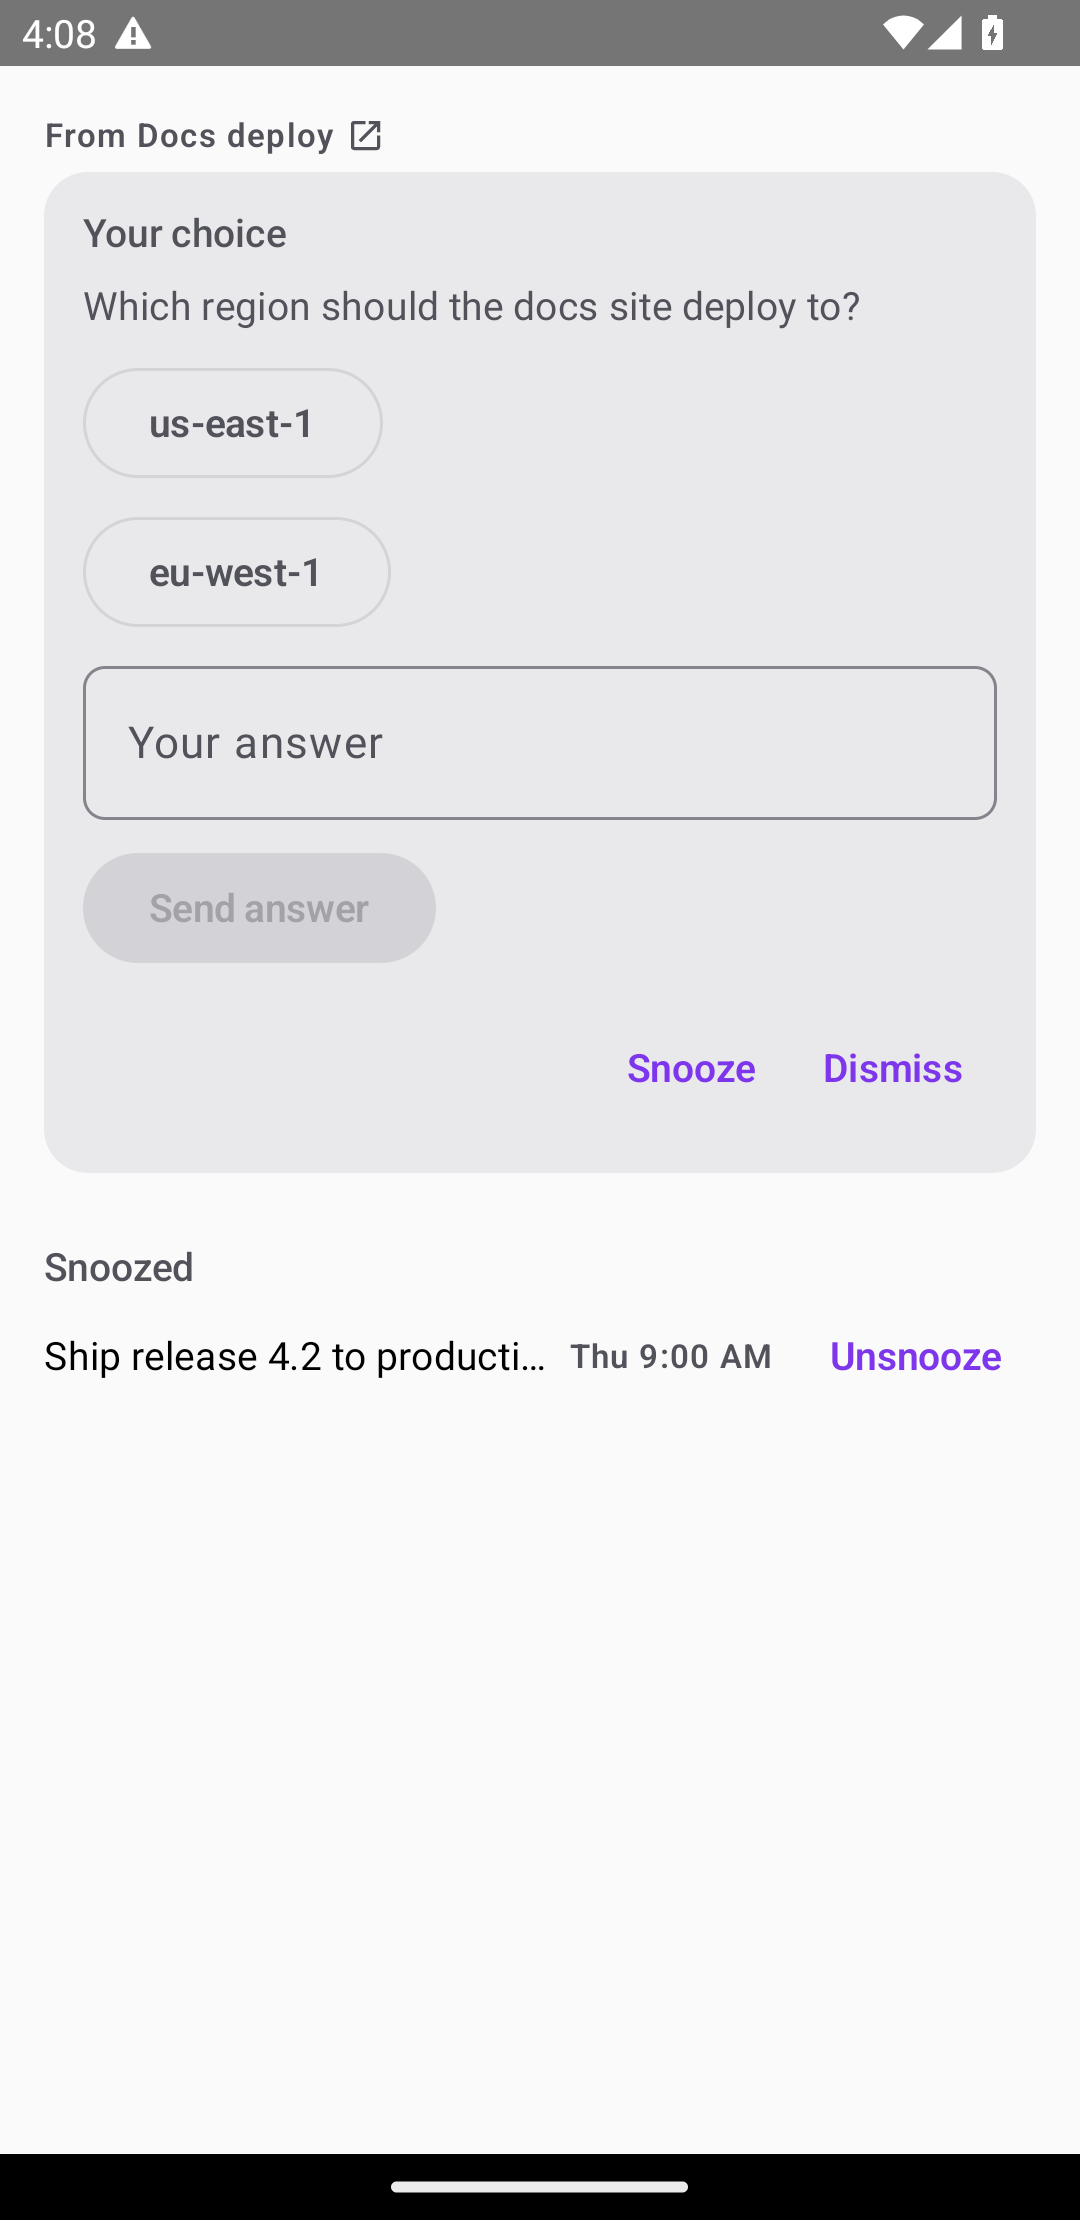 4:08
From Docs deploy
Your choice
Which region should the docs site deploy to?
us-east-1
eu-west-1
Your answer
Send answer
Snooze Dismiss
Snoozed
Ship release 4.2 to producti... Thu 9:00 AM Unsnooze